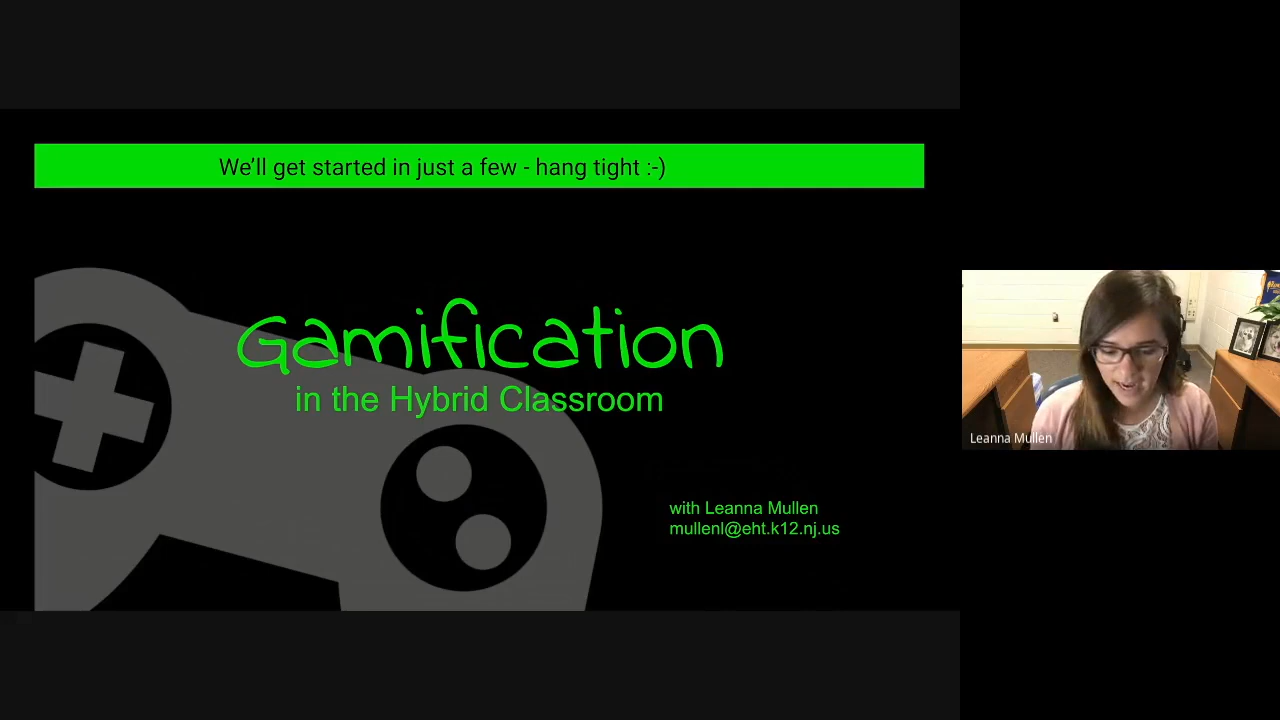 We'll get started in just a few - hang tight :-)
Gamification
in the Hybrid Classroom
with Leanna Mullen
mullenl@eht.k12.nj.us
Leanna Mullen